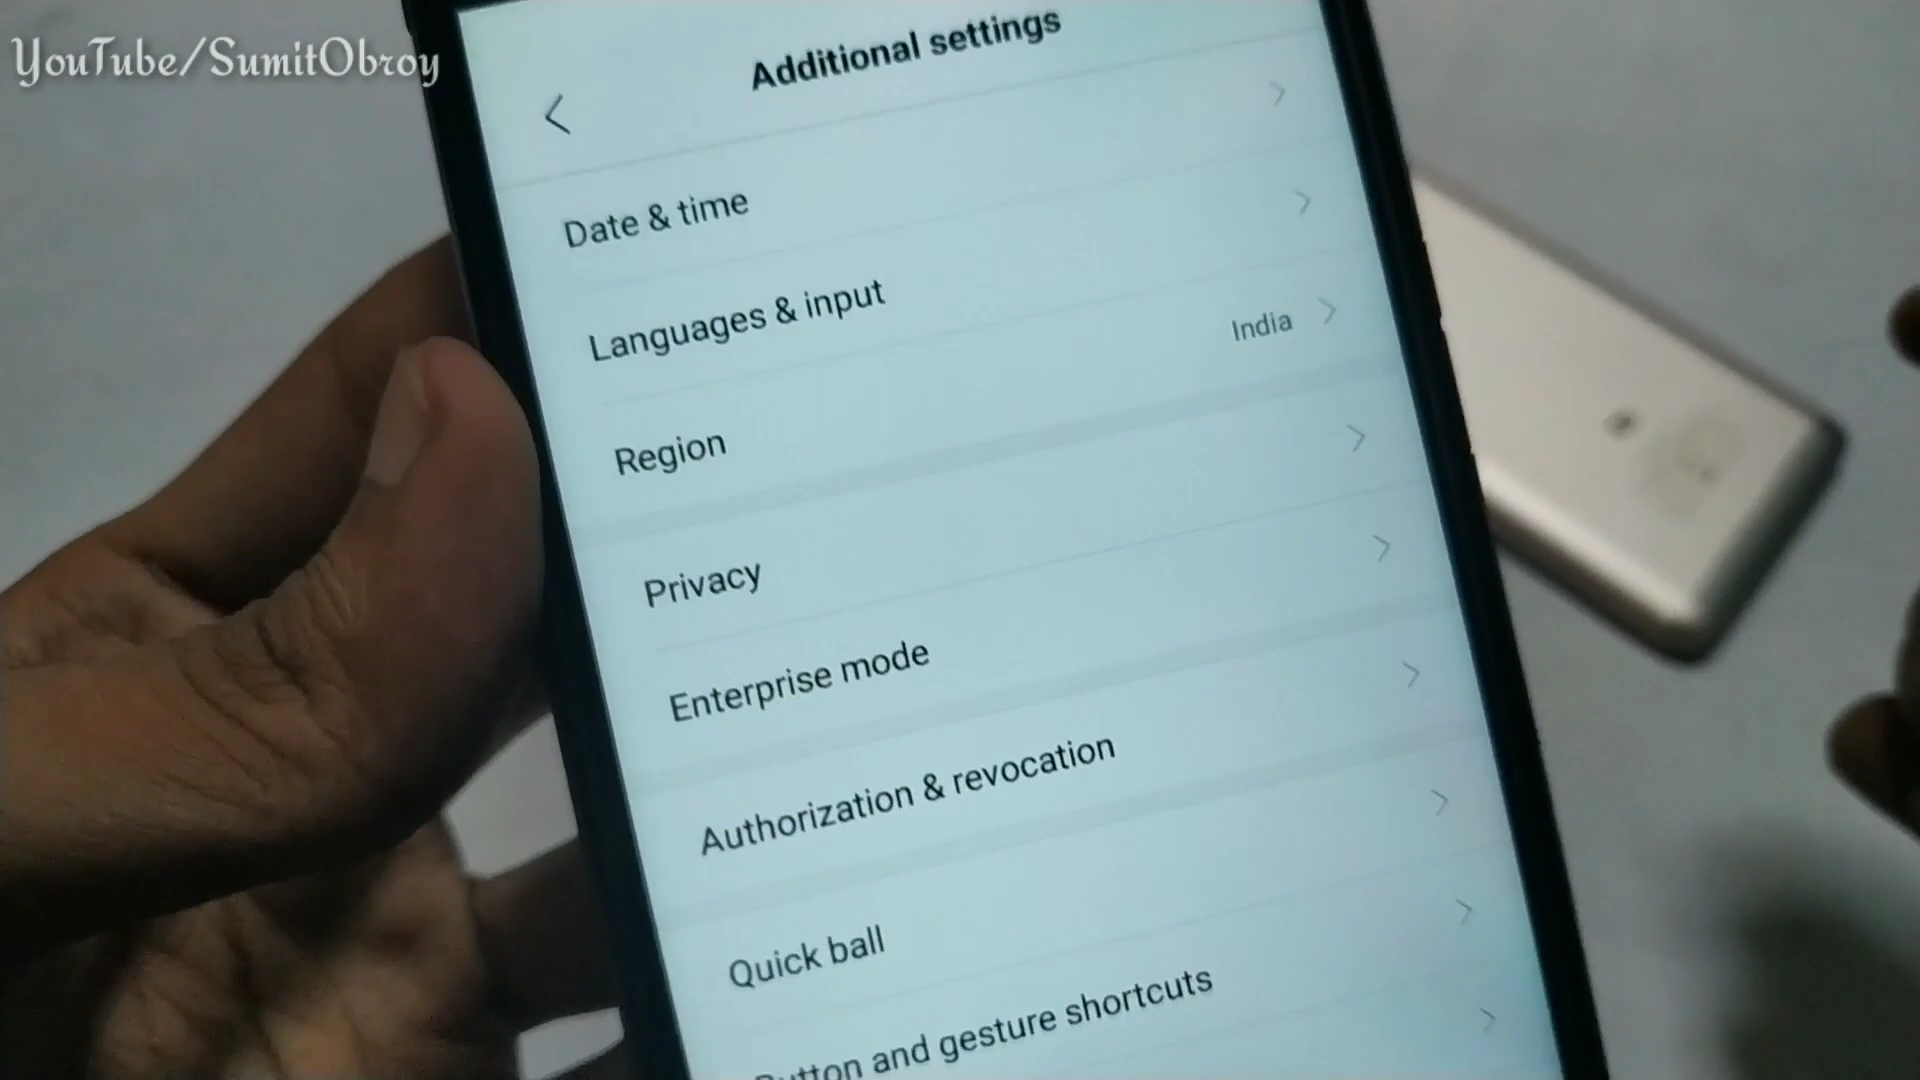 YouTube/SumitObroy
Additional settings
Date & time
Languages & input
Region India
Privacy
Enterprise mode
Authorization & revocation
Quick ball
Button and gesture shortcuts